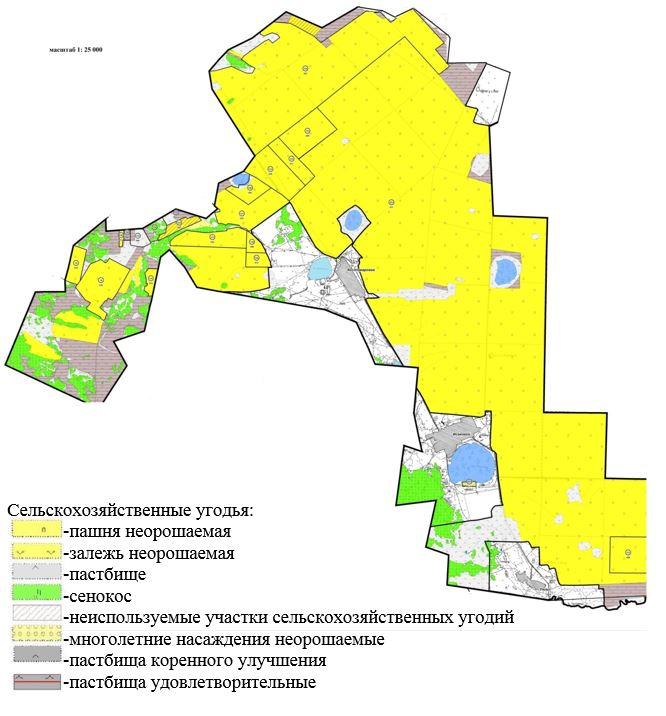 масштаб 1: 25 000
Сельскохозяйственные угодья:
-пашня неорошаемая
-залежь неорошаемая
-пастбище
-сенокос
-неиспользуемые участки сельскохозяйственных угодий
-многолетние насаждения неорошаемые
-пастбища коренного улучшения
-пастбища удовлетворительные